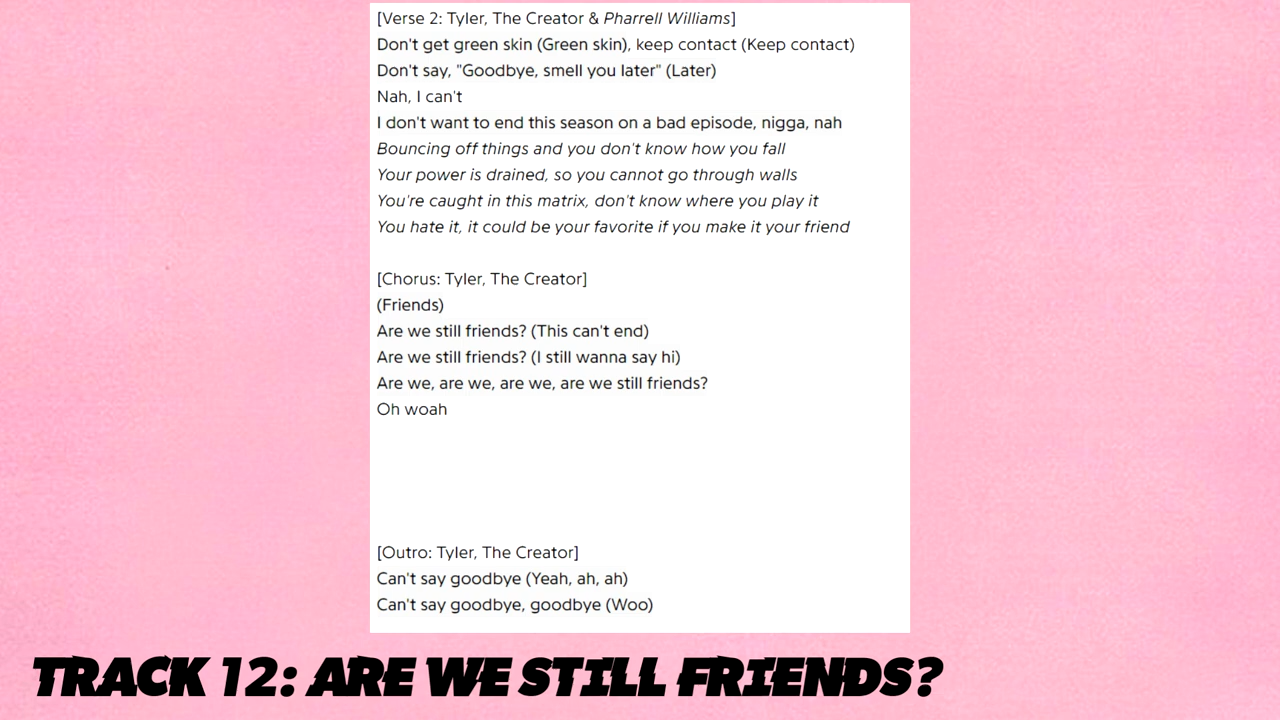 [Verse 2: Tyler, The Creator & Pharrell Williams]
Don't get green skin (Green skin), keep contact (Keep contact)
Don't say, "Goodbye, smell you later" (Later)
Nah, I can't
I don't want to end this season on a bad episode, nigga, nah
Bouncing off things and you don't know how you fall
Your power is drained, so you cannot go through walls
You're caught in this matrix, don't know where you play it
You hate it, it could be your favorite if you make it your friend
[Chorus: Tyler, The Creator]
(Friends)
Are we still friends? (This can't end)
Are we still friends? (I still wanna say hi)
Are we, are we, are we, are we still friends?
Oh woah
[Outro: Tyler, The Creator]
Can't say goodbye (Yeah, ah, ah)
Can't say goodbye, goodbye (Woo)
TRACK 12: ARE WE STILL FRIENDS?